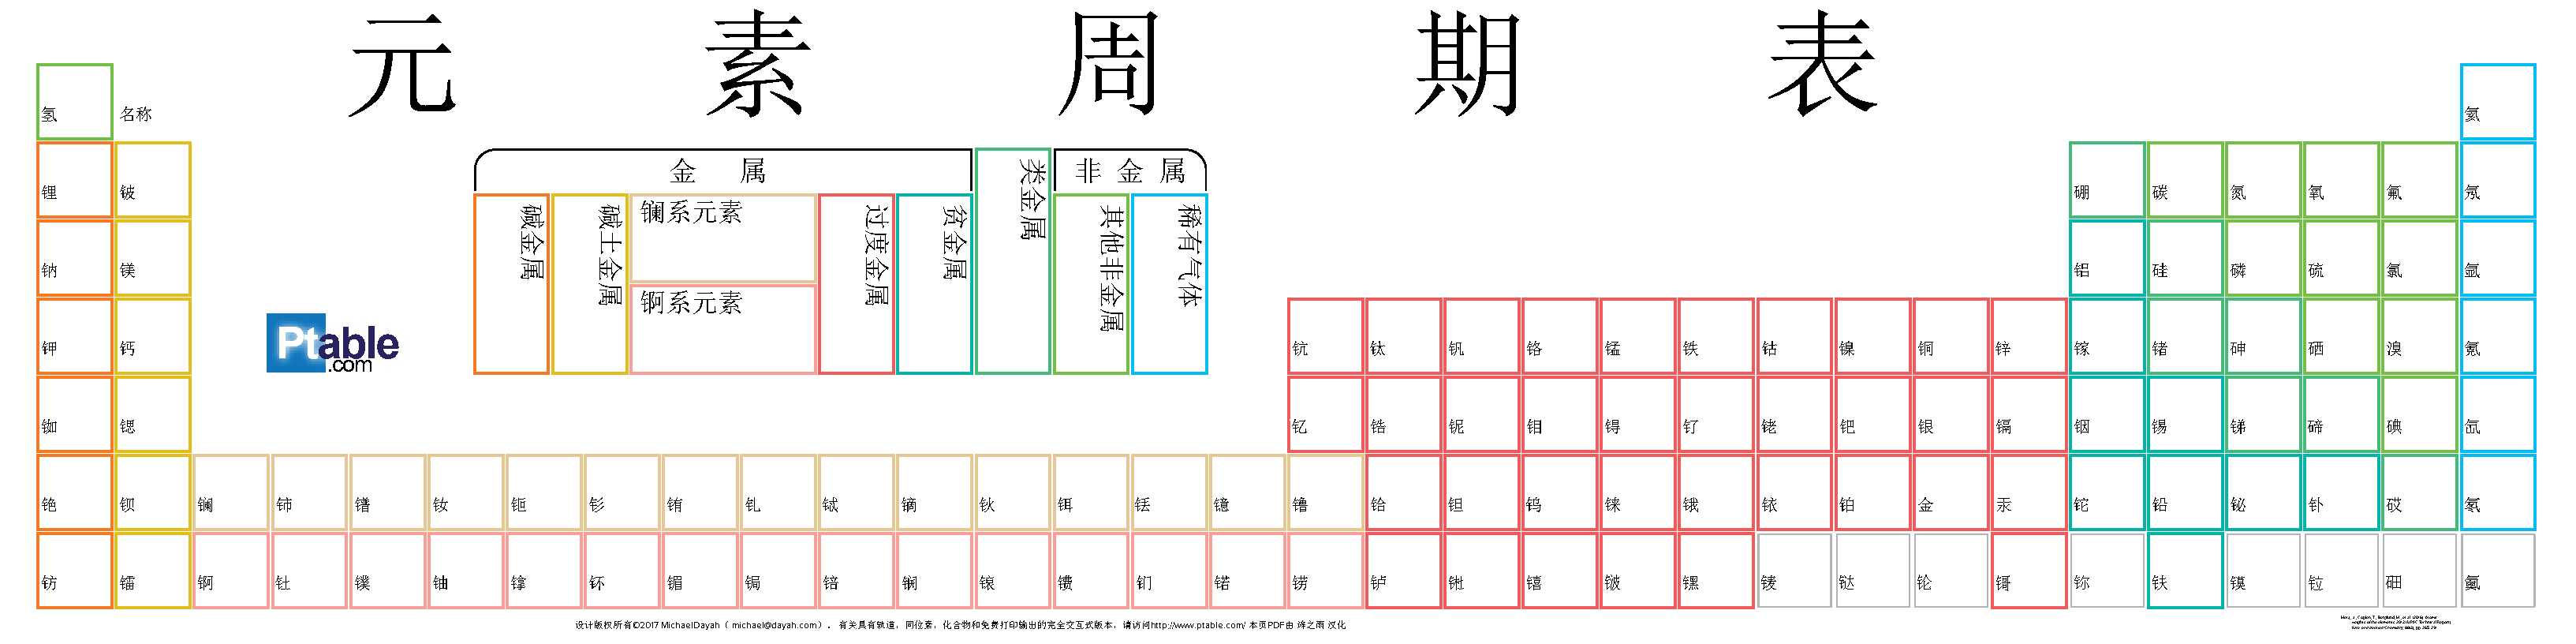 元 素 周 期 表
氢 名称 氦
金 属 类金属 非 金 属
锂 铍 硼 碳 氮 氧 氟 氖
碱金属 碱土金属 镧系元素 过度金属 贫金属 其他非金属 稀有气体
钠 镁 铝 硅 磷 硫 氯 氩
锕系元素
Ptable
.com
钾 钙 钪 钛 钒 铬 锰 铁 钴 镍 铜 锌 镓 锗 砷 硒 溴 氪
铷 锶 钇 锆 铌 钼 锝 钌 铑 钯 银 镉 铟 锡 锑 碲 碘 氙
铯 钡 镧 铈 镨 钕 钷 钐 铕 钆 铽 镝 钬 铒 铥 镱 镥 铪 钽 钨 铼 锇 铱 铂 金 汞 铊 铅 铋 钋 砹 氡
钫 镭 锕 钍 镤 铀 镎 钚 镅 锔 锫 锎 锿 镄 钔 锘 铹 𬬻 𬭊 𬭳 𬭛 𬭶 鿏 𫟼 𬬭 鿔 鿭 𫓧 镆 𫟷 鿬 鿫
设计版权所有©2017 MichaelDayah（ michael@dayah.com）。 有关具有轨道，同位素，化合物和免费打印输出的完全交互式版本，请访问http://www.ptable.com/ 本页PDF由 烽之雨 汉化